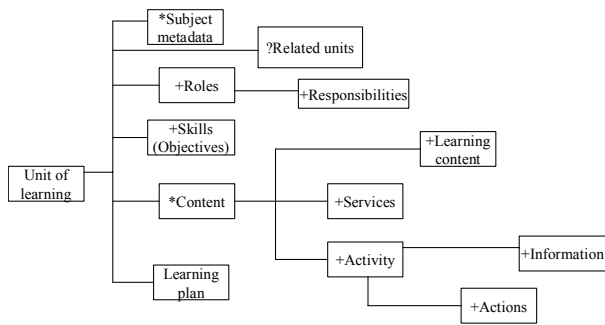 *Subject
metadata
?Related units
+Roles
+Responsibilities
+Skills
(Objectives)
+Learning
content
Unit of
learning
*Content
+Services
+Activity
+Information
Learning
plan
+Actions